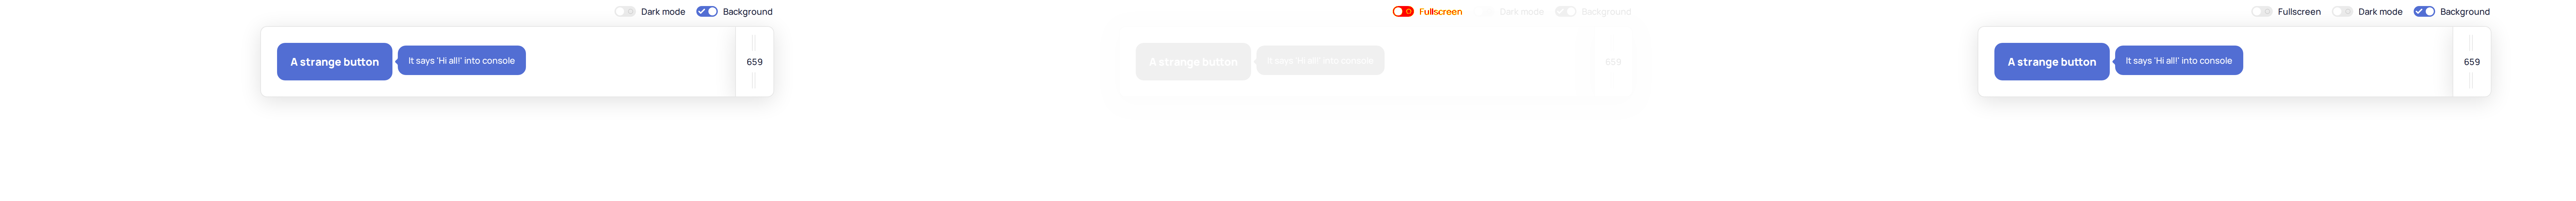 Dark mode Background
A strange button It says 'Hi all!' into console 659
Fullscreen Dark mode Background
A strange button It says 'Hi all!' into console 659
Fullscreen Dark mode Background
A strange button It says 'Hi all!' into console 659